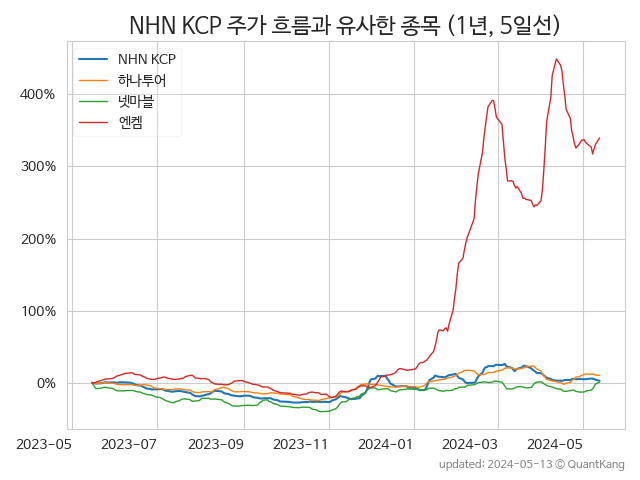 NHN KCP 주가 흐름과 유사한 종목 (1년, 5일선)
NHN KCP
하나투어
넷마블
엔켐
400%
300%
200%
100%
0%
2023-05 2023-07 2023-09 2023-11 2024-01 2024-03 2024-05
updated: 2024-05-13 © QuantKang